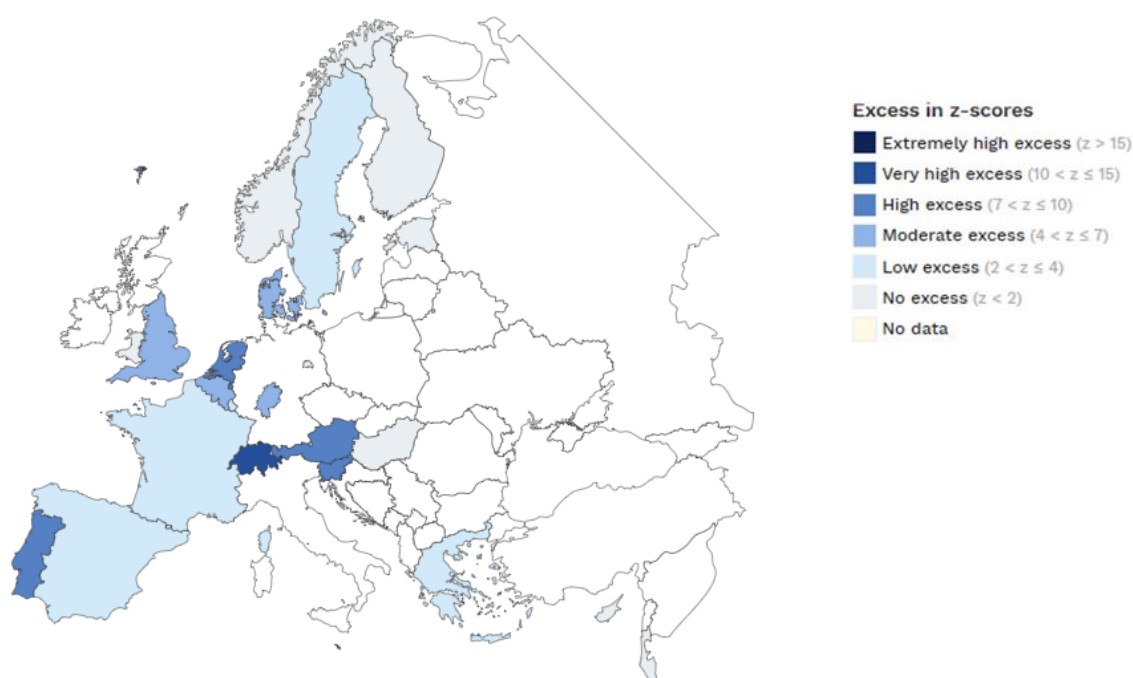 Excess in z-scores
Extremely high excess (z > 15)
Very high excess (10 < z ≤ 15)
High excess (7 < z ≤ 10)
Moderate excess (4 < z ≤ 7)
Low excess (2 < z ≤ 4)
No excess (z < 2)
No data